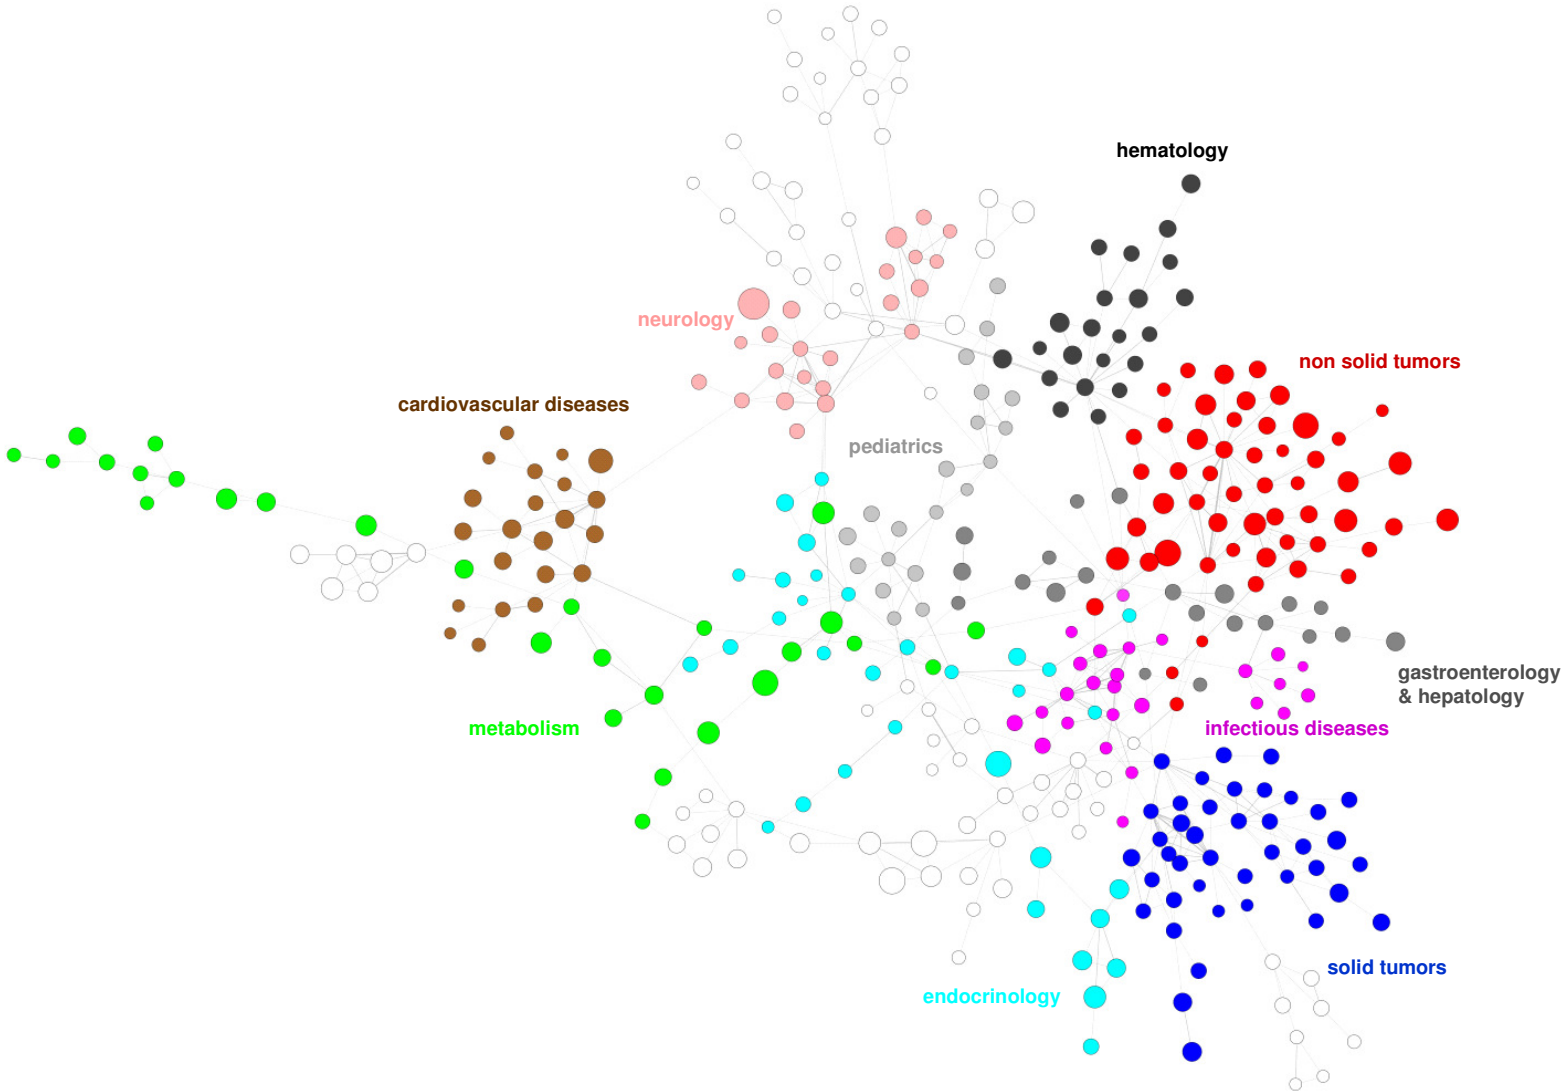 hematology
neurology
non solid tumors
cardiovascular diseases
pediatrics
gastroenterology
& hepatology
metabolism
infectious diseases
solid tumors
endocrinology